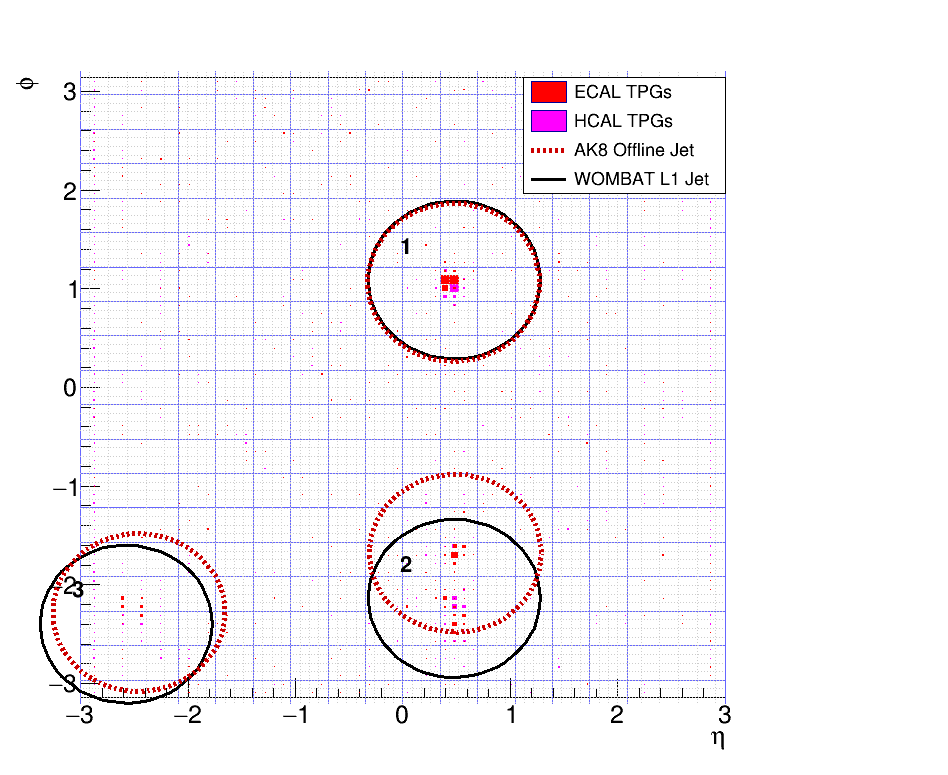 φ
3
ECAL TPGs
HCAL TPGs
AK8 Offline Jet
WOMBAT L1 Jet
2
1
1
0
−1
2
−2
3
−3
−3 −2 −1 0 1 2 3
η